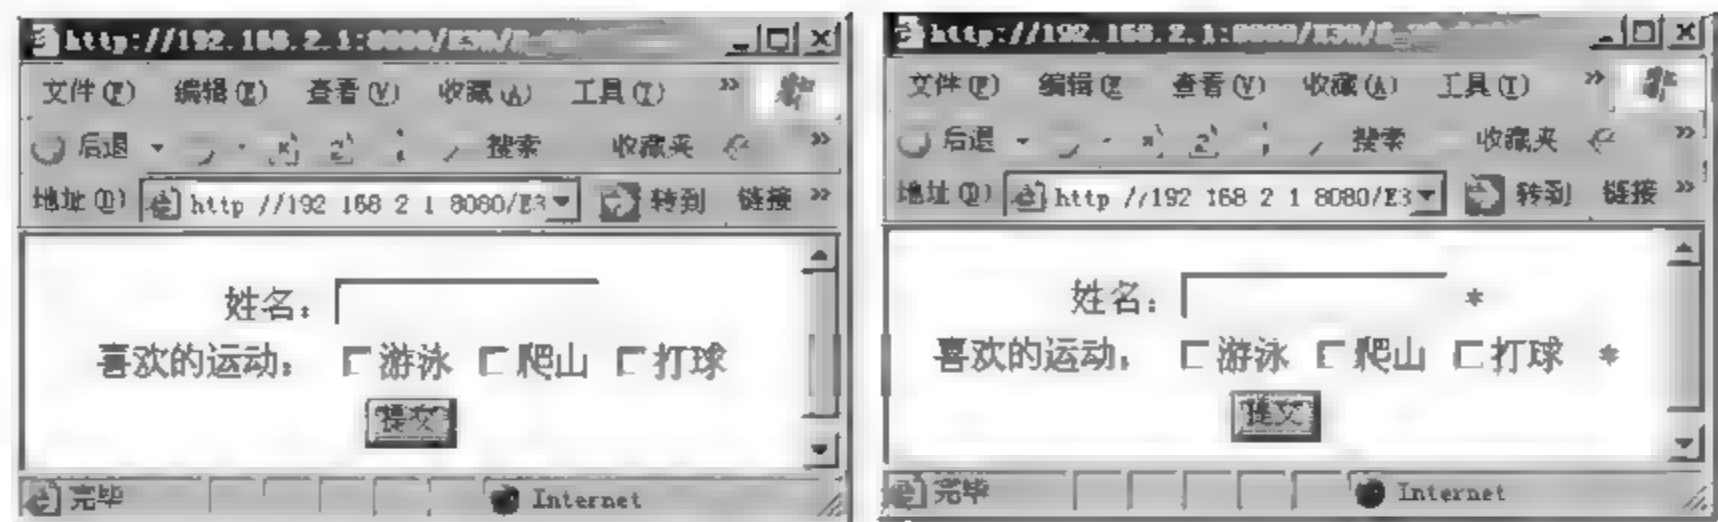 http://192.168.2.1:8080/E30/
文件(F) 编辑(E) 查看(V) 收藏(A) 工具(T) »
后退 搜索 收藏夹 »
地址(D) http //192 168 2 1 8080/E3 转到 链接 »
姓名：
喜欢的运动： 游泳 爬山 打球
提交
完毕 Internet
http://192.168.2.1:8080/E30/
文件(F) 编辑(E 查看(V) 收藏(A) 工具(T) »
后退 搜索 收藏夹 »
地址(D) http //192 168 2 1 8080/E3 转到 链接 »
姓名： *
喜欢的运动： 游泳 爬山 打球 *
提交
完毕 Internet